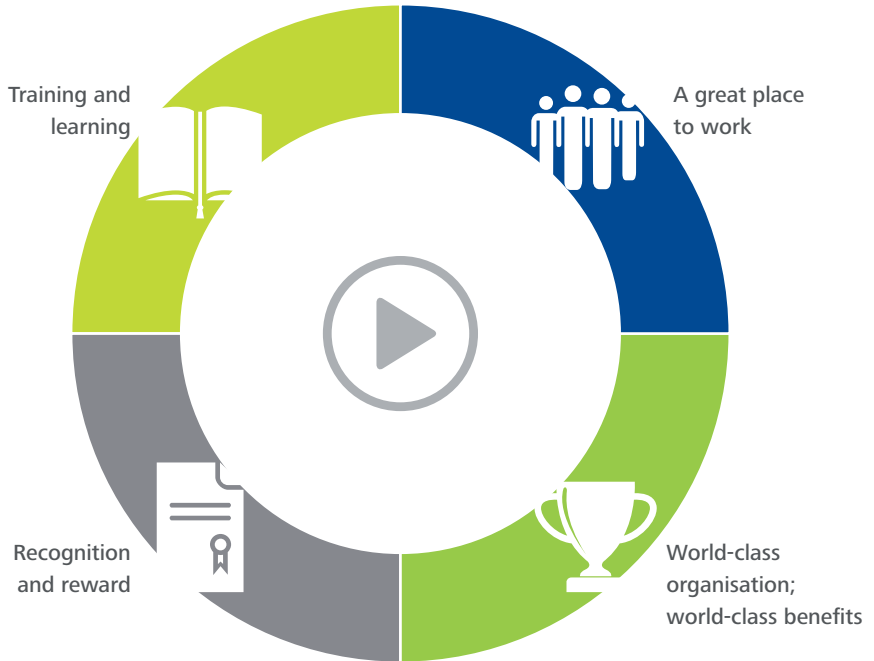 Training and
learning
A great place
to work
Recognition
and reward
World-class
organisation;
world-class benefits